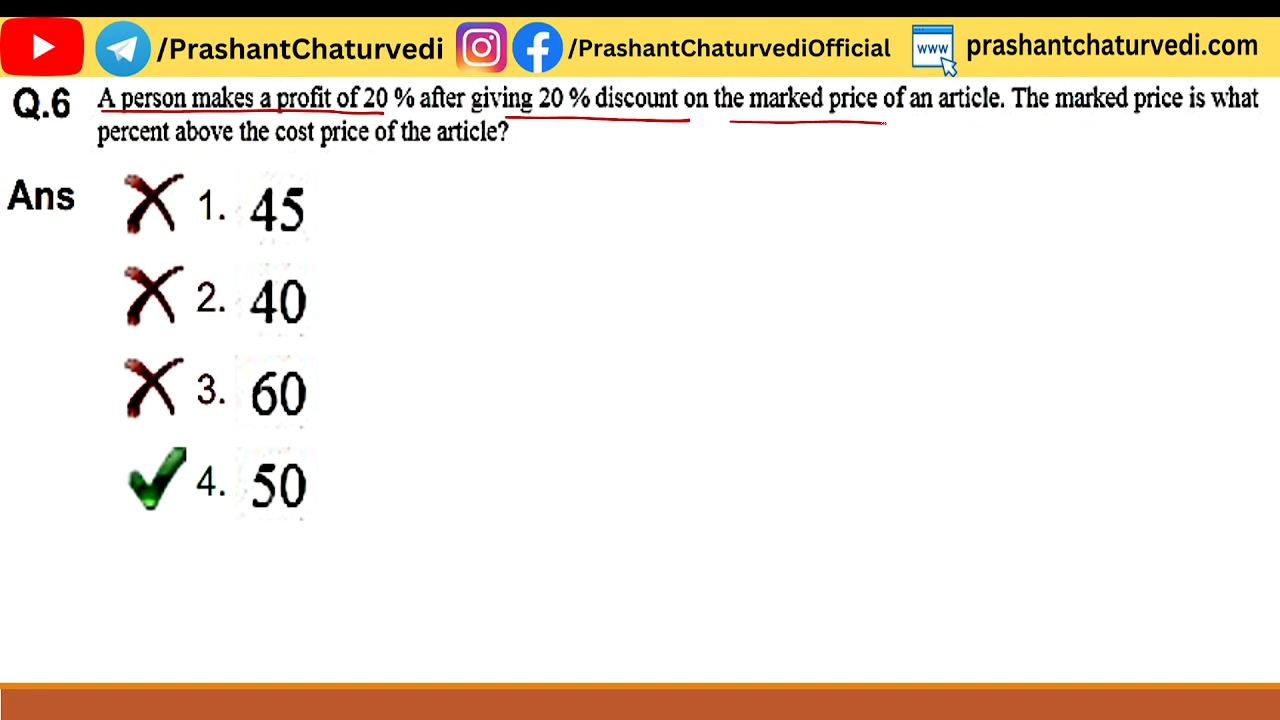 /PrashantChaturvedi /PrashantChaturvediOfficial www prashantchaturvedi.com
Q.6 A person makes a profit of 20 % after giving 20 % discount on the marked price of an article. The marked price is what
percent above the cost price of the article?
Ans 1. 45
2. 40
3. 60
4. 50